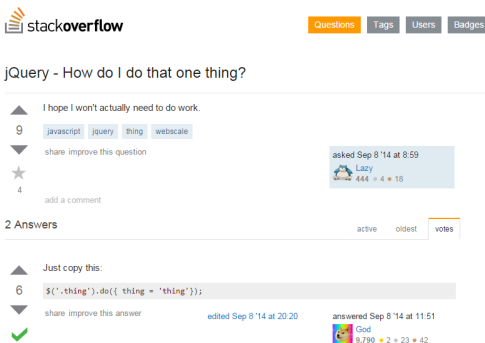 stackoverflow
Questions Tags Users Badges
jQuery - How do I do that one thing?
I hope I won't actually need to do work.
9
javascript jquery thing webscale
share improve this question
asked Sep 8 '14 at 8:59
Lazy
444 4 18
4
add a comment
2 Answers
active oldest votes
Just copy this:
6
$('.thing').do({ thing = 'thing'});
share improve this answer
edited Sep 8 '14 at 20:20
answered Sep 8 '14 at 11:51
God
9,790 2 23 42